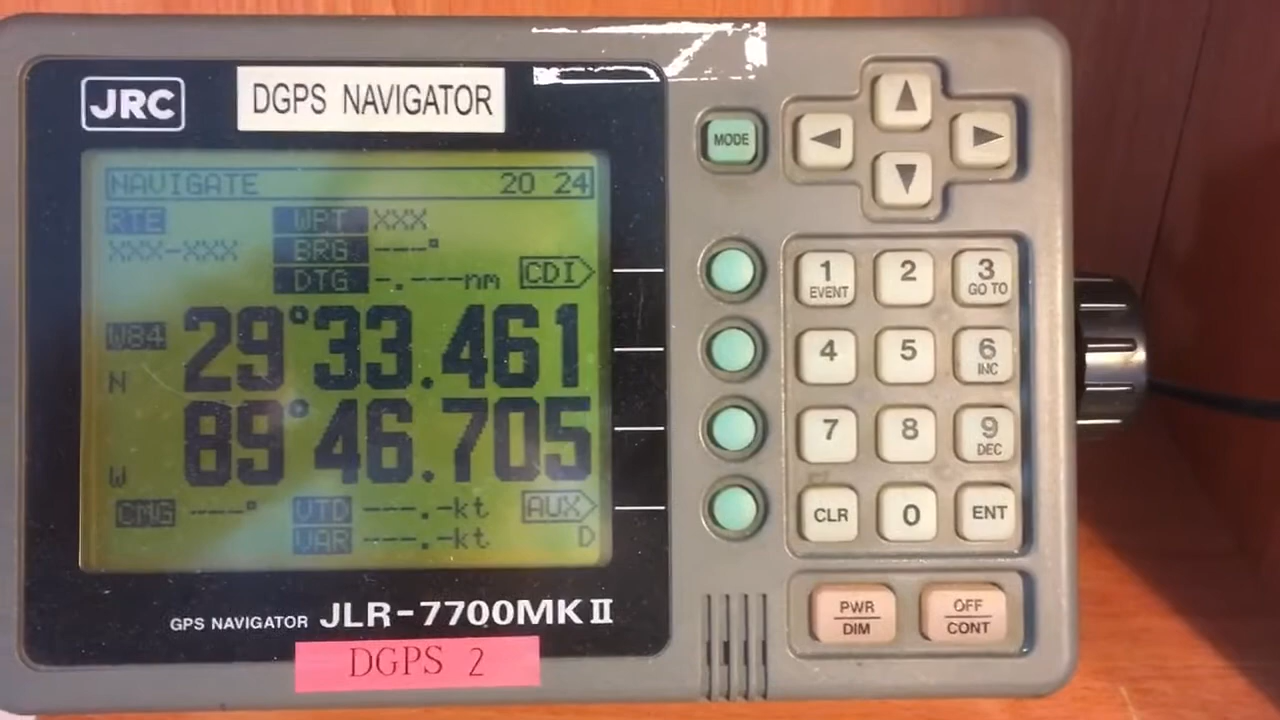 JRC
DGPS NAVIGATOR
NAVIGATE 20 24
RTE WPT XXX
XXX-XXX BRG ---°
DTG -.---nm CDI
W84
N 29°33.461
W 89°46.705
CMG ---° VTD ---.-kt AUX
VAR ---.-kt D
GPS NAVIGATOR JLR-7700MK II
DGPS 2
MODE
1 2 3
EVENT GO TO
4 5 6
INC
7 8 9
DEC
CLR 0 ENT
PWR OFF
DIM CONT